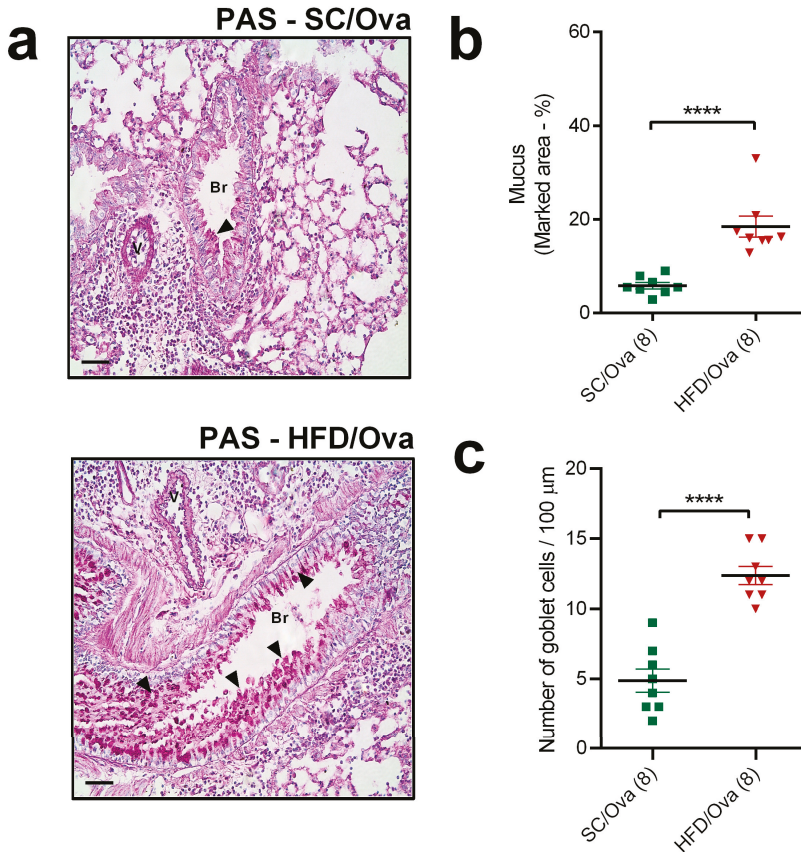 a
PAS - SC/Ova
Br
V
PAS - HFD/Ova
V
Br
b
60
40
20
0
Mucus
(Marked area - %)
****
SC/Ova (8)
HFD/Ova (8)
c
20
15
10
5
0
Number of goblet cells / 100 µm
****
SC/Ova (8)
HFD/Ova (8)